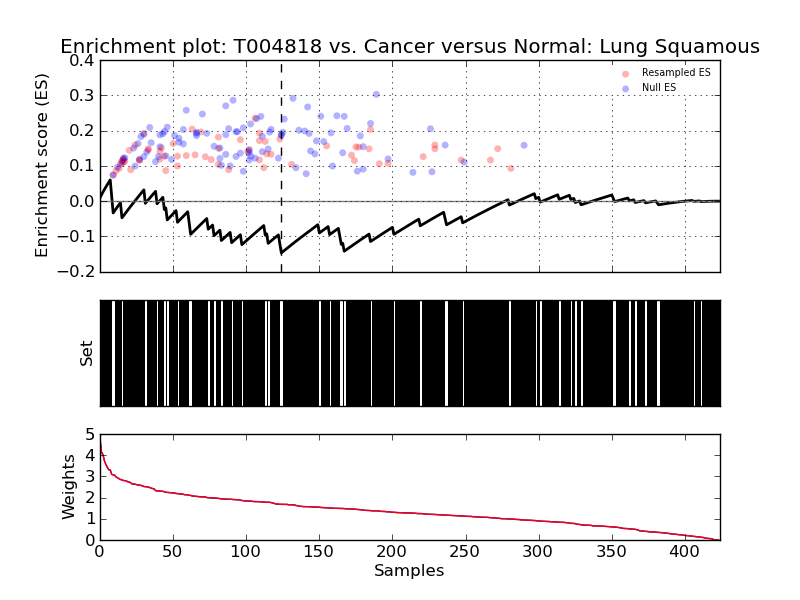 Enrichment plot: T004818 vs. Cancer versus Normal: Lung Squamous
0.4
0.3
0.2
0.1
0.0
−0.1
−0.2
Enrichment score (ES)
Resampled ES
Null ES
Set
5
4
3
2
1
0
Weights
0 50 100 150 200 250 300 350 400
Samples